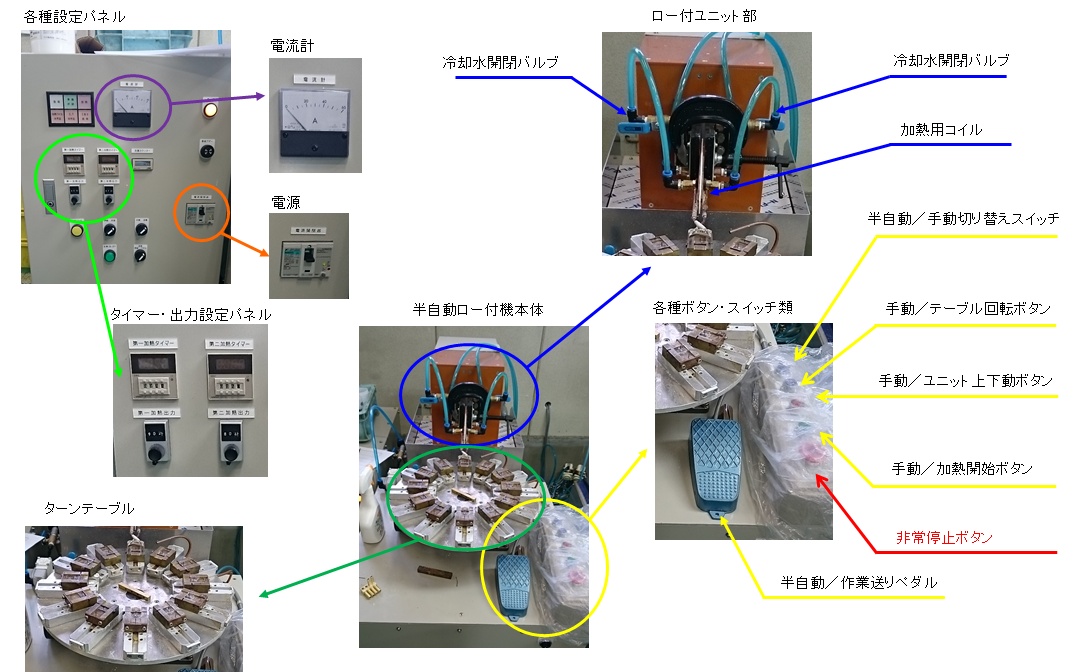 各種設定パネル
電流計
電流計
A
電源
タイマー・出力設定パネル
第一加熱タイマー
第二加熱タイマー
第一加熱出力
第二加熱出力
ターンテーブル
半自動ロー付機本体
ロー付ユニット部
冷却水開閉バルブ
冷却水開閉バルブ
加熱用コイル
各種ボタン・スイッチ類
半自動／手動切り替えスイッチ
手動／テーブル回転ボタン
手動／ユニット上下動ボタン
手動／加熱開始ボタン
非常停止ボタン
半自動／作業送りペダル